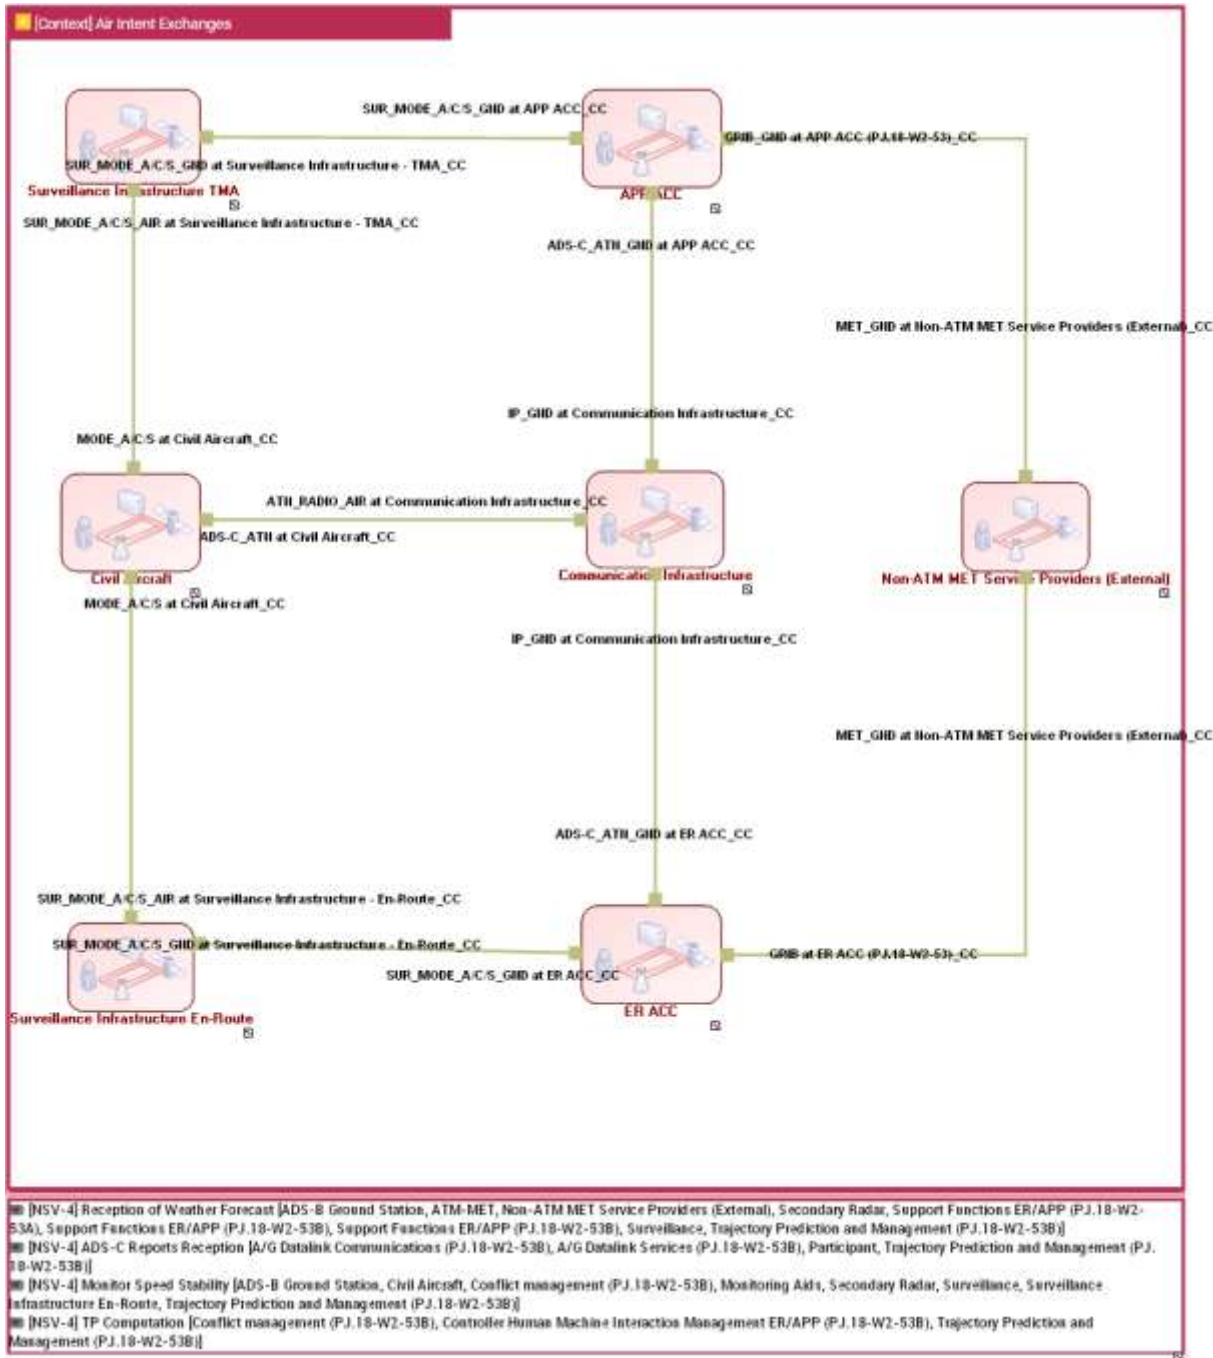 [Context] Air Intent Exchanges
SUR_MODE_A/C/S_GND at APP ACC_CC
GRIB_GND at APP ACC (PJ.18-W2-53)_CC
SUR_MODE_A/C/S_GND at Surveillance Infrastructure - TMA_CC
Surveillance Infrastructure TMA
APP ACC
SUR_MODE_A/C/S_AIR at Surveillance Infrastructure - TMA_CC
ADS-C_ATN_GND at APP ACC_CC
MET_GND at Non-ATM MET Service Providers (External)_CC
IP_GND at Communication Infrastructure_CC
MODE_A/C/S at Civil Aircraft_CC
ATN_RADIO_AIR at Communication Infrastructure_CC
ADS-C_ATN at Civil Aircraft_CC
Civil Aircraft
Communication Infrastructure
Non-ATM MET Service Providers (External)
MODE_A/C/S at Civil Aircraft_CC
IP_GND at Communication Infrastructure_CC
MET_GND at Non-ATM MET Service Providers (External)_CC
ADS-C_ATN_GND at ER ACC_CC
SUR_MODE_A/C/S_AIR at Surveillance Infrastructure - En-Route_CC
SUR_MODE_A/C/S_GND at Surveillance Infrastructure - En-Route_CC
GRIB at ER ACC (PJ.18-W2-53)_CC
SUR_MODE_A/C/S_GND at ER ACC_CC
Surveillance Infrastructure En-Route
ER ACC
[NSV-4] Reception of Weather Forecast [ADS-B Ground Station, ATM-MET, Non-ATM MET Service Providers (External), Secondary Radar, Support Functions ER/APP (PJ.18-W2-
53A), Support Functions ER/APP (PJ.18-W2-53B), Support Functions ER/APP (PJ.18-W2-53B), Surveillance, Trajectory Prediction and Management (PJ.18-W2-53B)]
[NSV-4] ADS-C Reports Reception [A/G Datalink Communications (PJ.18-W2-53B), A/G Datalink Services (PJ.18-W2-53B), Participant, Trajectory Prediction and Management (PJ.
18-W2-53B)]
[NSV-4] Monitor Speed Stability [ADS-B Ground Station, Civil Aircraft, Conflict management (PJ.18-W2-53B), Monitoring Aids, Secondary Radar, Surveillance, Surveillance
Infrastructure En-Route, Trajectory Prediction and Management (PJ.18-W2-53B)]
[NSV-4] TP Computation [Conflict management (PJ.18-W2-53B), Controller Human Machine Interaction Management ER/APP (PJ.18-W2-53B), Trajectory Prediction and
Management (PJ.18-W2-53B)]